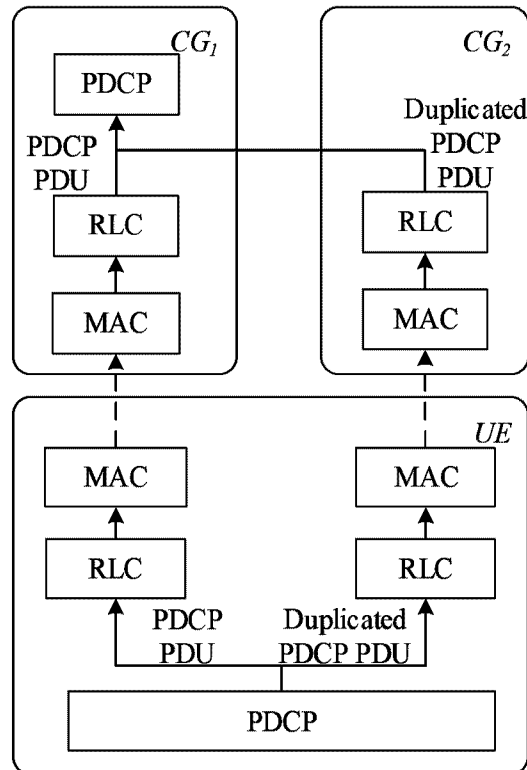 CG1
CG2
PDCP
PDCP
PDU
Duplicated
PDCP
PDU
RLC
RLC
MAC
MAC
UE
MAC
MAC
RLC
RLC
PDCP
PDU
Duplicated
PDCP PDU
PDCP